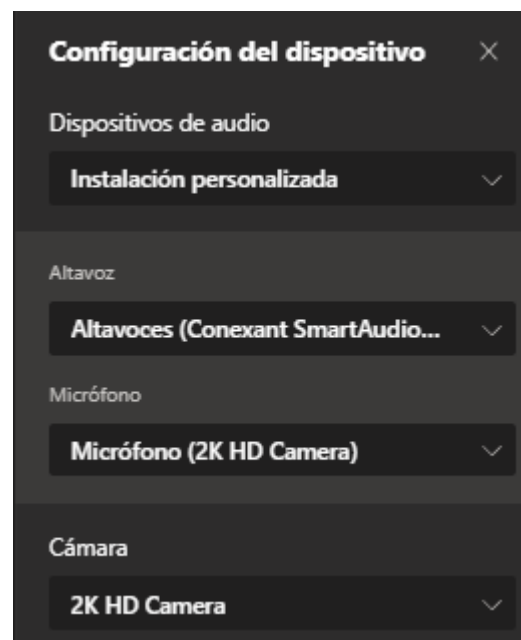 Configuración del dispositivo
Dispositivos de audio
Instalación personalizada
Altavoz
Altavoces (Conexant SmartAudio...
Micrófono
Micrófono (2K HD Camera)
Cámara
2K HD Camera